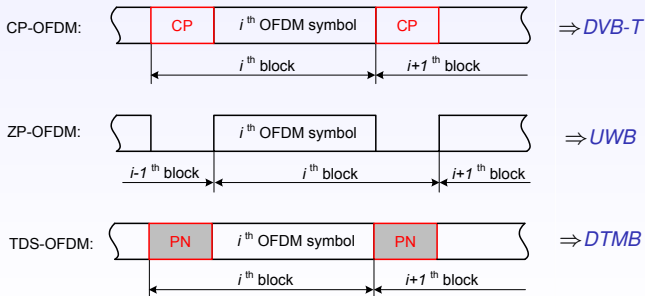 CP-OFDM: CP i th OFDM symbol CP ⇒DVB-T
i th block i+1 th block
ZP-OFDM: i th OFDM symbol ⇒UWB
i-1 th block i th block i+1 th block
TDS-OFDM: PN i th OFDM symbol PN ⇒DTMB
i th block i+1 th block